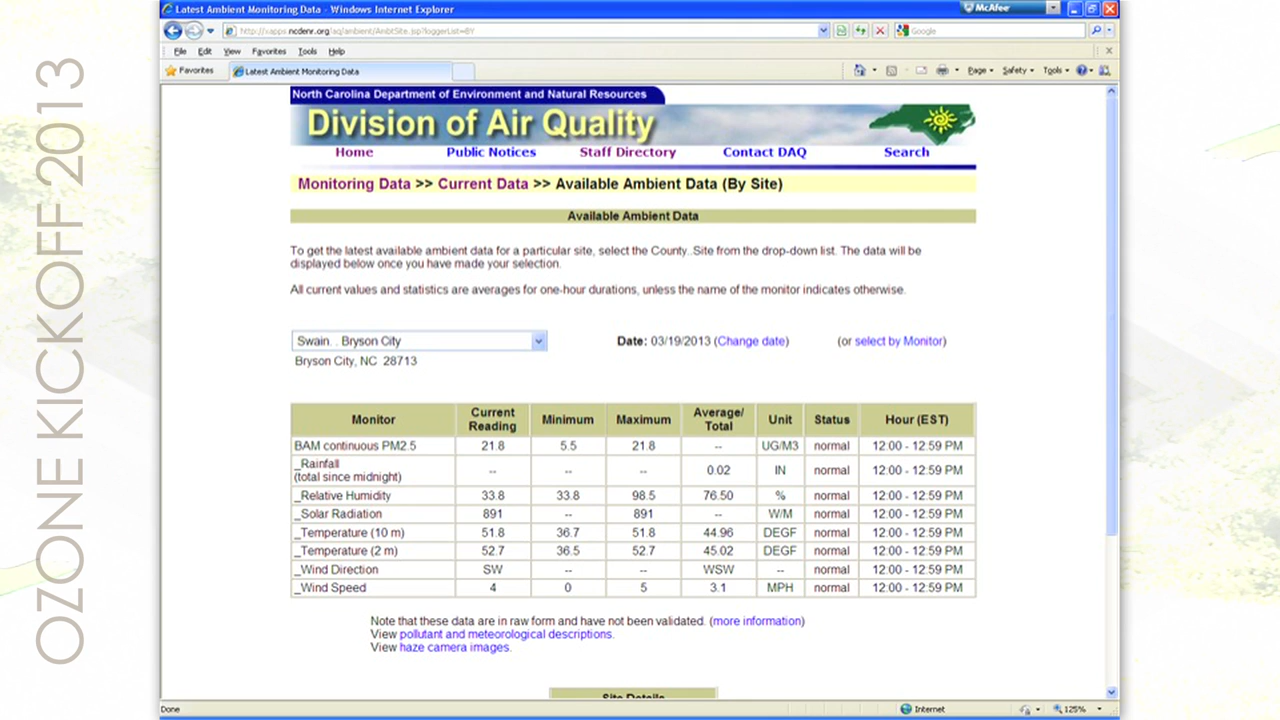 OZONE KICKOFF 2013
Latest Ambient Monitoring Data - Windows Internet Explorer
McAfee
http://xapps.ncdenr.org/aq/ambient/AmbtSite.jsp?loggerList=BY
Google
File Edit View Favorites Tools Help
x
Favorites
Latest Ambient Monitoring Data
Page Safety Tools
North Carolina Department of Environment and Natural Resources
Division of Air Quality
Home Public Notices Staff Directory Contact DAQ Search
Monitoring Data >> Current Data >> Available Ambient Data (By Site)
Available Ambient Data
To get the latest available ambient data for a particular site, select the County..Site from the drop-down list. The data will be
displayed below once you have made your selection.
All current values and statistics are averages for one-hour durations, unless the name of the monitor indicates otherwise.
Swain. . Bryson City
Date: 03/19/2013 (Change date)
(or select by Monitor)
Bryson City, NC 28713
Monitor Current Reading Minimum Maximum Average/ Total Unit Status Hour (EST)
BAM continuous PM2.5 21.8 5.5 21.8 -- UG/M3 normal 12:00 - 12:59 PM
_Rainfall
(total since midnight) -- -- -- 0.02 IN normal 12:00 - 12:59 PM
_Relative Humidity 33.8 33.8 98.5 76.50 % normal 12:00 - 12:59 PM
_Solar Radiation 891 -- 891 -- W/M normal 12:00 - 12:59 PM
_Temperature (10 m) 51.8 36.7 51.8 44.96 DEGF normal 12:00 - 12:59 PM
_Temperature (2 m) 52.7 36.5 52.7 45.02 DEGF normal 12:00 - 12:59 PM
_Wind Direction SW -- -- WSW -- normal 12:00 - 12:59 PM
_Wind Speed 4 0 5 3.1 MPH normal 12:00 - 12:59 PM
Note that these data are in raw form and have not been validated. (more information)
View pollutant and meteorological descriptions.
View haze camera images.
Site Details
Done
Internet
125%